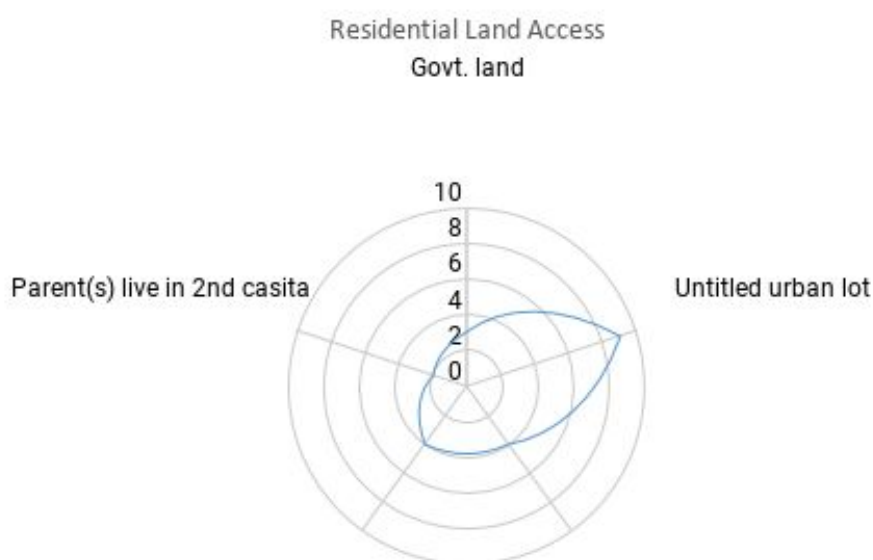 Residential Land Access
Govt. land
10
8
6
4
2
0
Parent(s) live in 2nd casita
Untitled urban lot